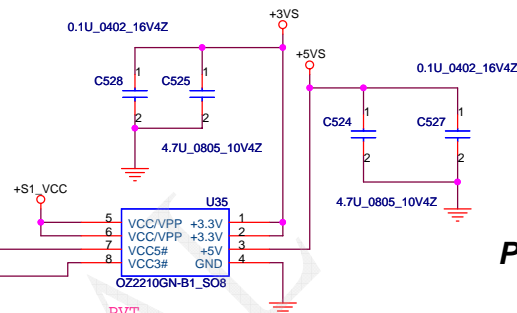 +3VS
0.1U_0402_16V4Z
+5VS
0.1U_0402_16V4Z
C528
1
C525
1
2
2
C524
1
C527
1
2
2
4.7U_0805_10V4Z
+S1_VCC
4.7U_0805_10V4Z
U35
5 VCC/VPP +3.3V 1
6 VCC/VPP +3.3V 2
7 VCC5# +5V 3
8 VCC3# GND 4
OZ2210GN-B1_SO8
P
PVT